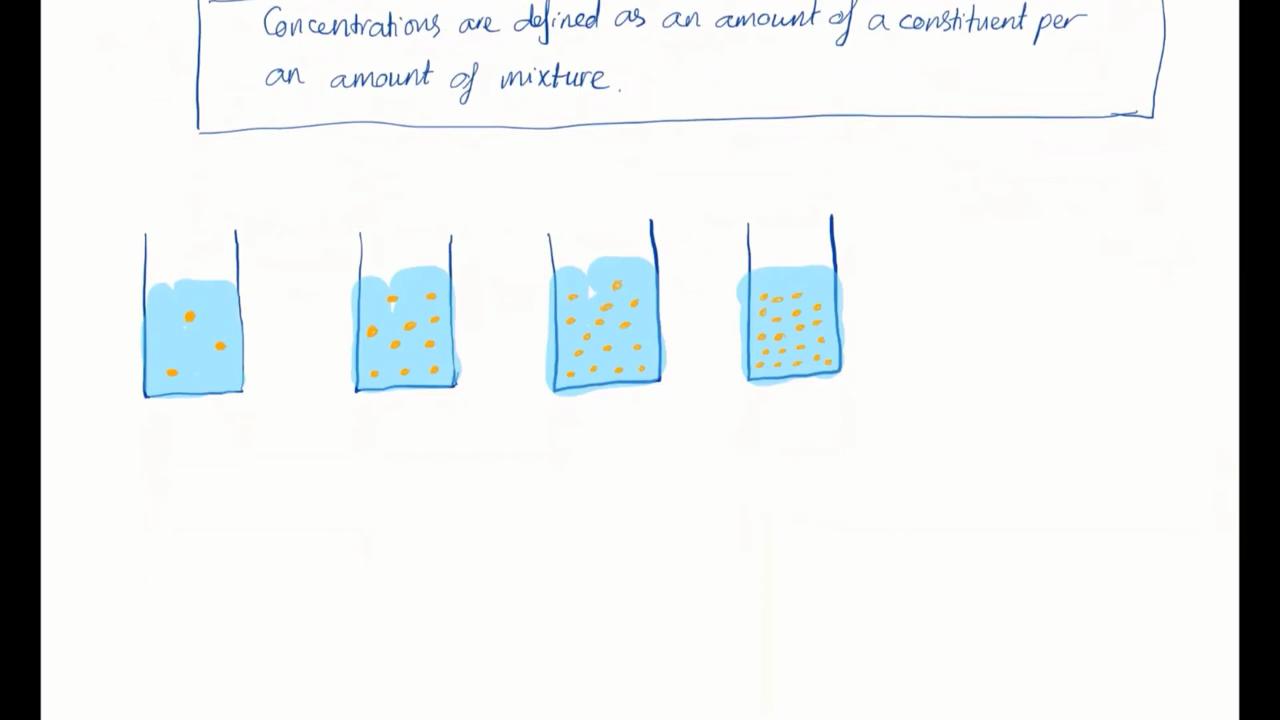 Concentrations are defined as an amount of a constituent per
an amount of mixture.